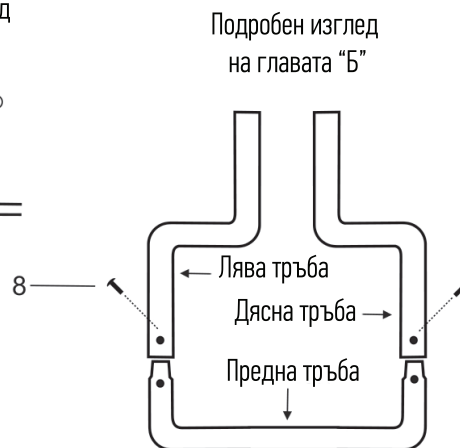 д
Подробен изглед
на главата “Б”
Лява тръба
8
Дясна тръба
Предна тръба